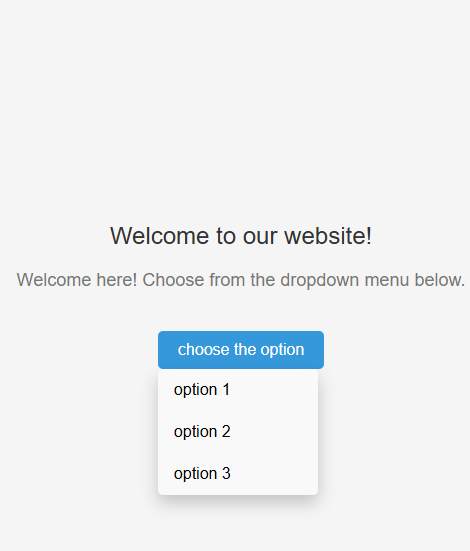 Welcome to our website!
Welcome here! Choose from the dropdown menu below.
choose the option
option 1
option 2
option 3